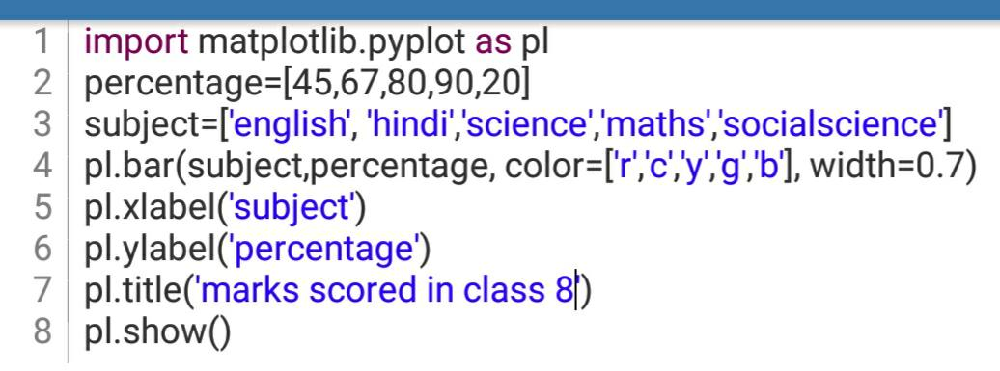 1 import matplotlib.pyplot as pl
2 percentage=[45,67,80,90,20]
3 subject=['english', 'hindi','science','maths','socialscience']
4 pl.bar(subject,percentage, color=['r','c','y','g','b'], width=0.7)
5 pl.xlabel('subject')
6 pl.ylabel('percentage')
7 pl.title('marks scored in class 8')
8 pl.show()